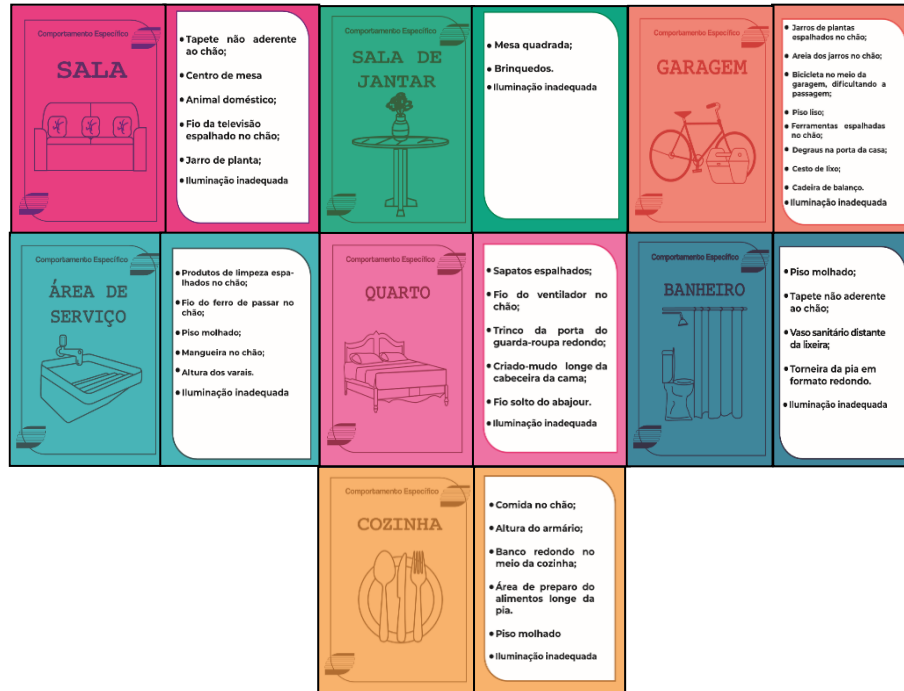 Comportamento Específico
SALA
• Tapete não aderente
ao chão;
• Centro de mesa
• Animal doméstico;
• Fio da televisão
espalhado no chão;
• Jarro de planta;
• Iluminação inadequada
Comportamento Específico
SALA DE
JANTAR
• Mesa quadrada;
• Brinquedos.
• Iluminação inadequada
Comportamento Específico
GARAGEM
• Jarros de plantas
espalhados no chão;
• Areia dos jarros no chão;
• Bicicleta no meio da
garagem, dificultando a
passagem;
• Piso liso;
• Ferramentas espalhadas
no chão;
• Degraus na porta da casa;
• Cesto de lixo;
• Cadeira de balanço.
• Iluminação inadequada
Comportamento Específico
ÁREA DE
SERVIÇO
• Produtos de limpeza espa-
lhados no chão;
• Fio do ferro de passar no
chão;
• Piso molhado;
• Mangueira no chão;
• Altura dos varais.
• Iluminação inadequada
Comportamento Específico
QUARTO
• Sapatos espalhados;
• Fio do ventilador no
chão;
• Trinco da porta do
guarda-roupa redondo;
• Criado-mudo longe da
cabeceira da cama;
• Fio solto do abajour.
• Iluminação inadequada
Comportamento Específico
BANHEIRO
• Piso molhado;
• Tapete não aderente
ao chão;
• Vaso sanitário distante
da lixeira;
• Torneira da pia em
formato redondo.
• Iluminação inadequada
Comportamento Específico
COZINHA
• Comida no chão;
• Altura do armário;
• Banco redondo no
meio da cozinha;
• Área de preparo do
alimentos longe da
pia.
• Piso molhado
• Iluminação inadequada